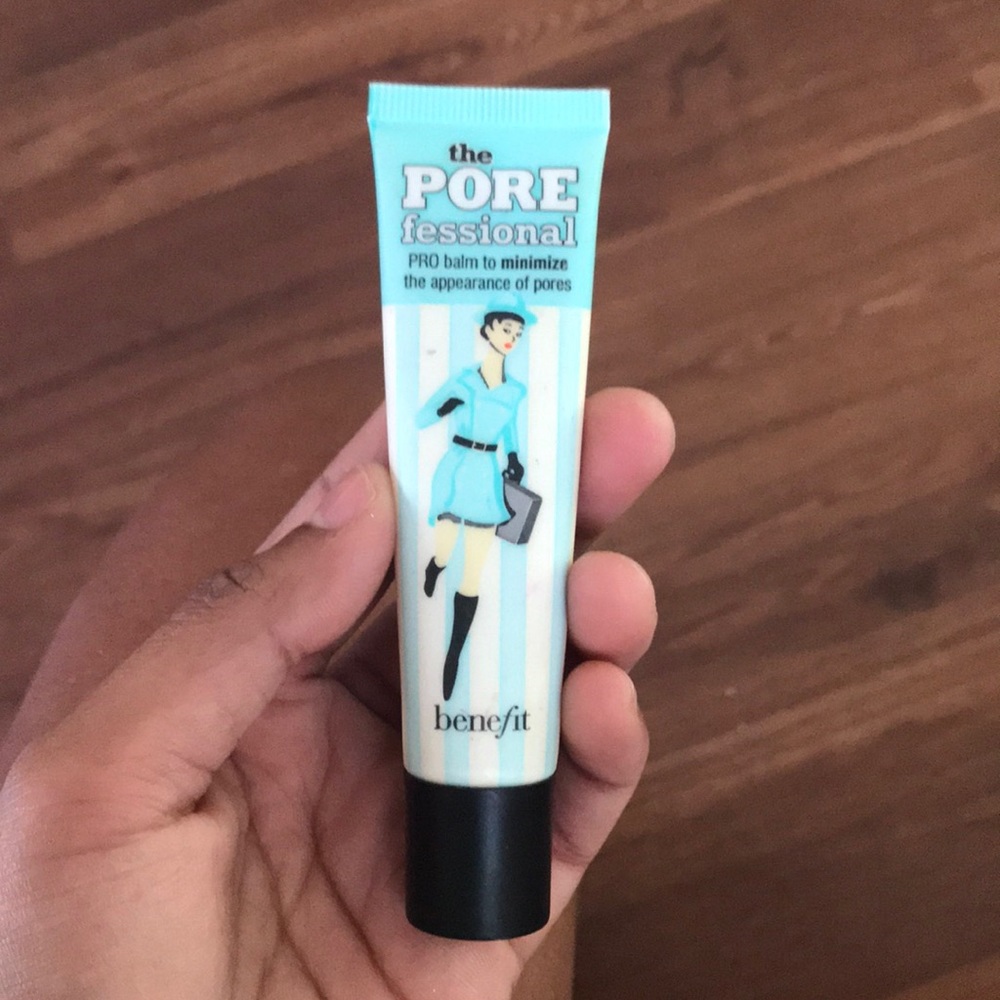 the
PORE
fessional
PRO balm to minimize
the appearance of pores
benefit